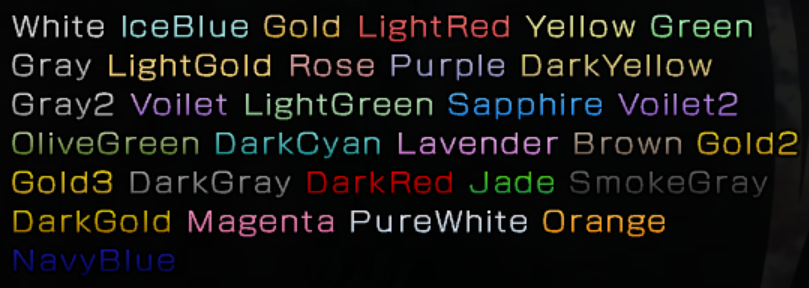 White IceBlue Gold LightRed Yellow Green
Gray LightGold Rose Purple DarkYellow
Gray2 Voilet LightGreen Sapphire Voilet2
OliveGreen DarkCyan Lavender Brown Gold2
Gold3 DarkGray DarkRed Jade SmokeGray
DarkGold Magenta PureWhite Orange
NavyBlue